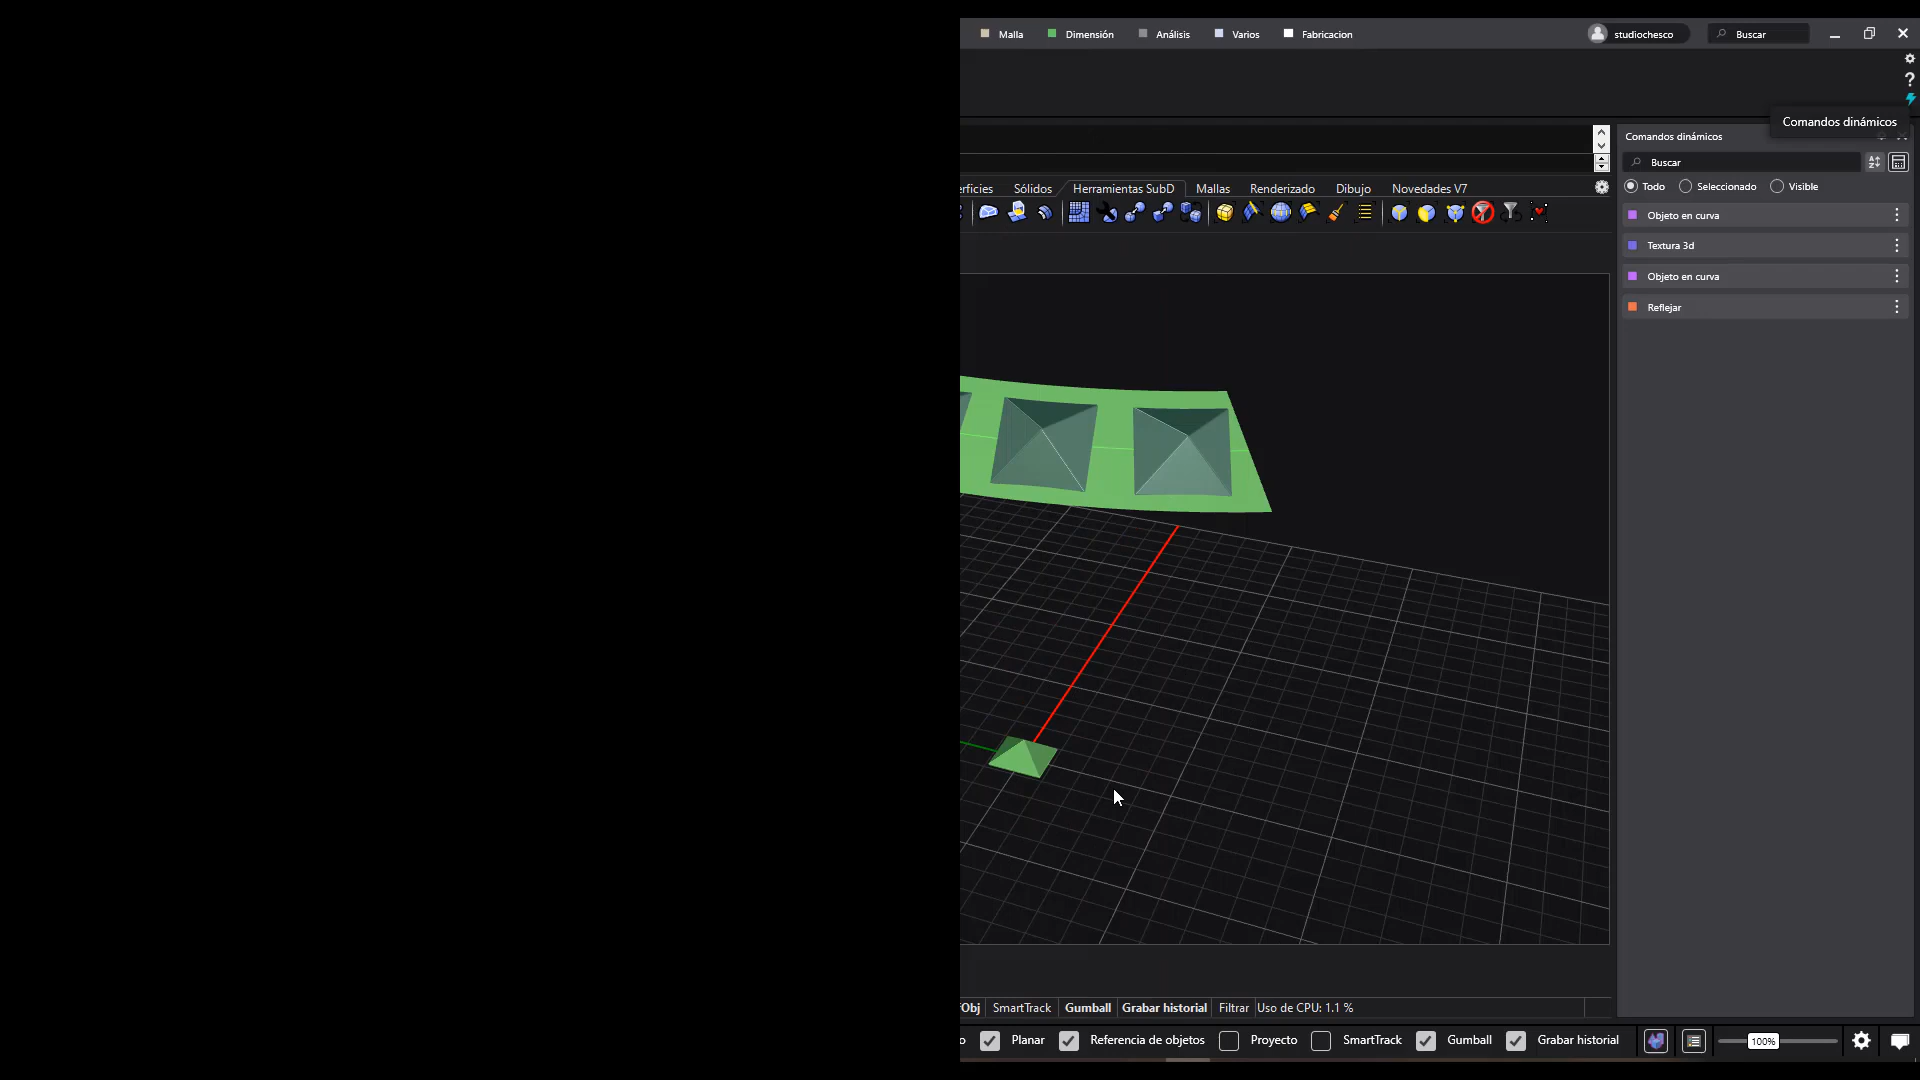 Malla Dimensión Análisis Varios Fabricacion studiochesco Buscar
Comandos dinámicos
Comandos dinámicos
Buscar
Todo Seleccionado Visible
Objeto en curva
Textura 3d
Objeto en curva
Reflejar
erficies Sólidos Herramientas SubD Mallas Renderizado Dibujo Novedades V7
Obj SmartTrack Gumball Grabar historial Filtrar Uso de CPU: 1.1 %
o Planar Referencia de objetos Proyecto SmartTrack Gumball Grabar historial 100%